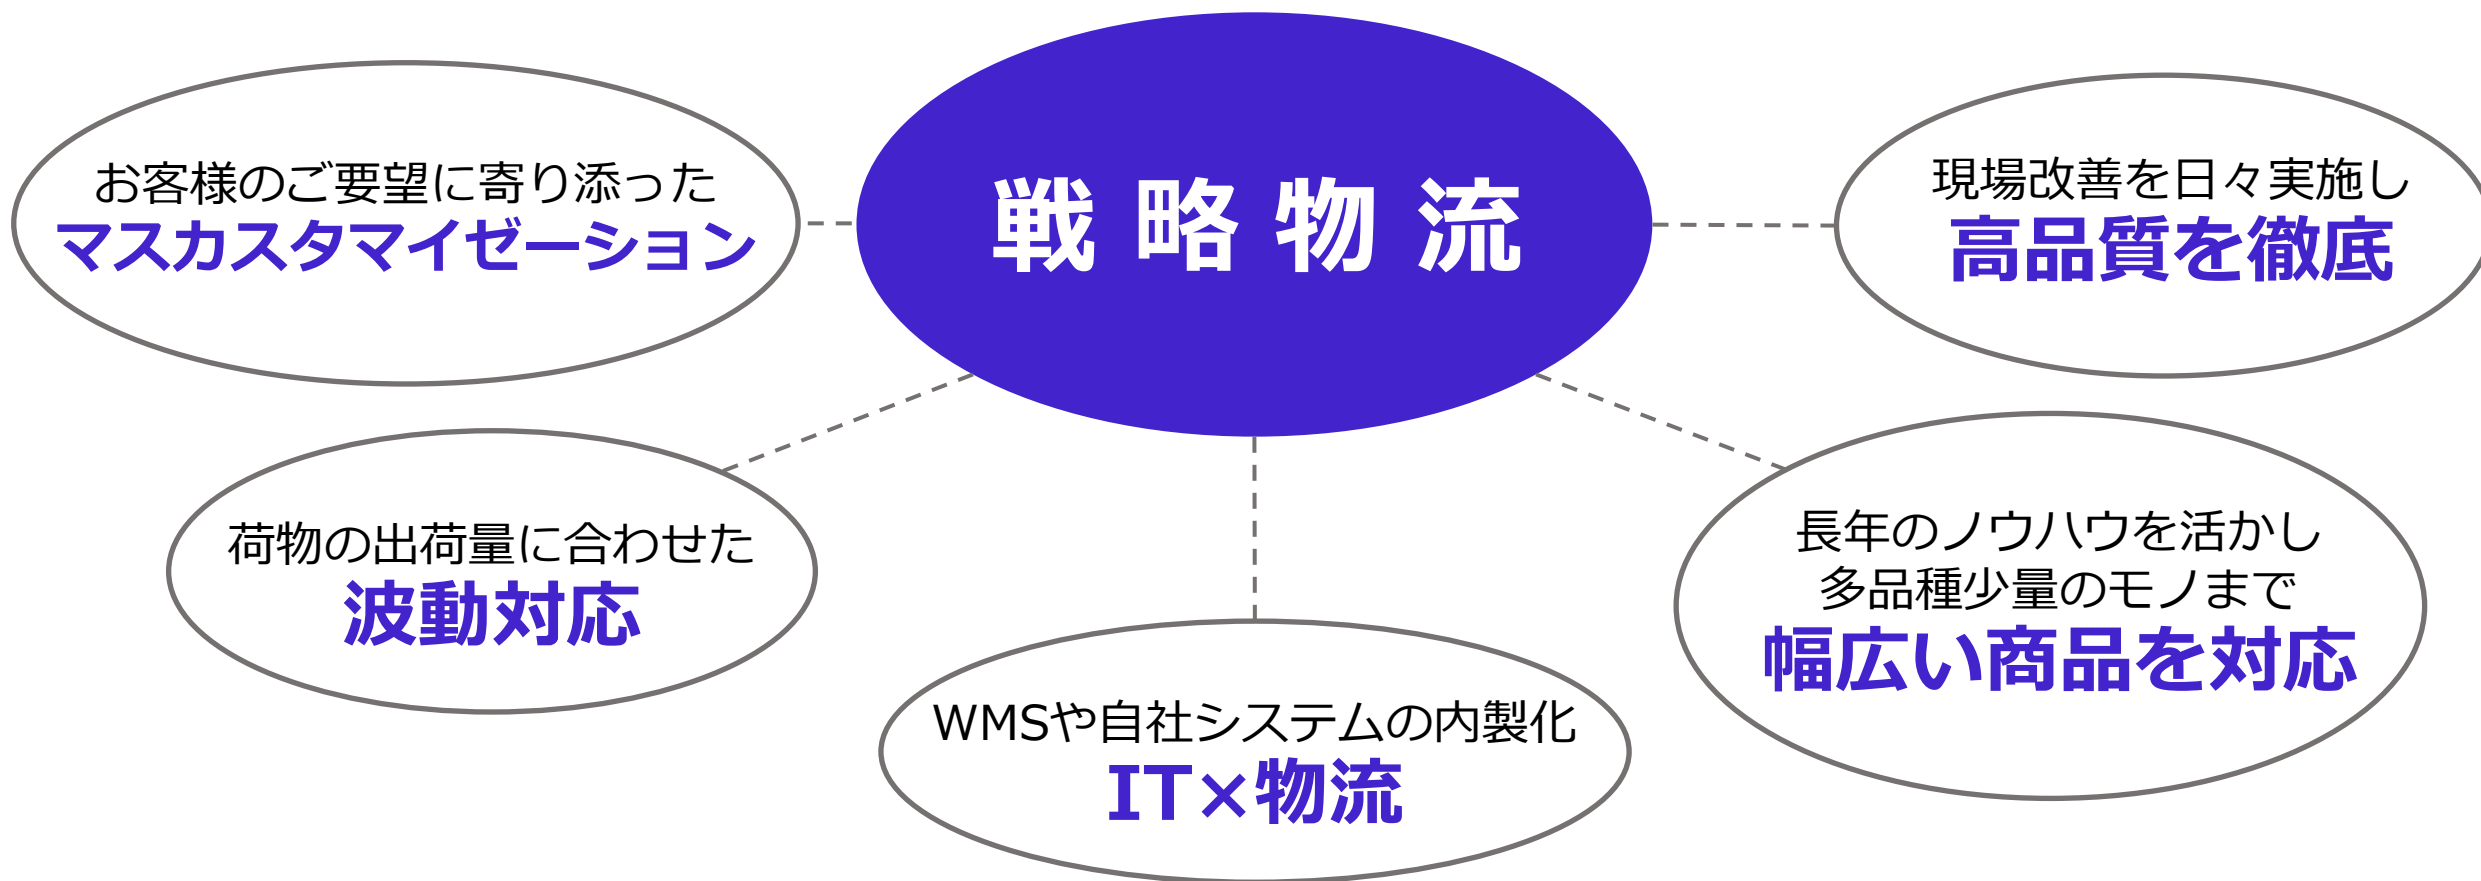 戦略物流
お客様のご要望に寄り添った
マスカスタマイゼーション
現場改善を日々実施し
高品質を徹底
荷物の出荷量に合わせた
波動対応
長年のノウハウを活かし
多品種少量のモノまで
幅広い商品を対応
WMSや自社システムの内製化
IT×物流